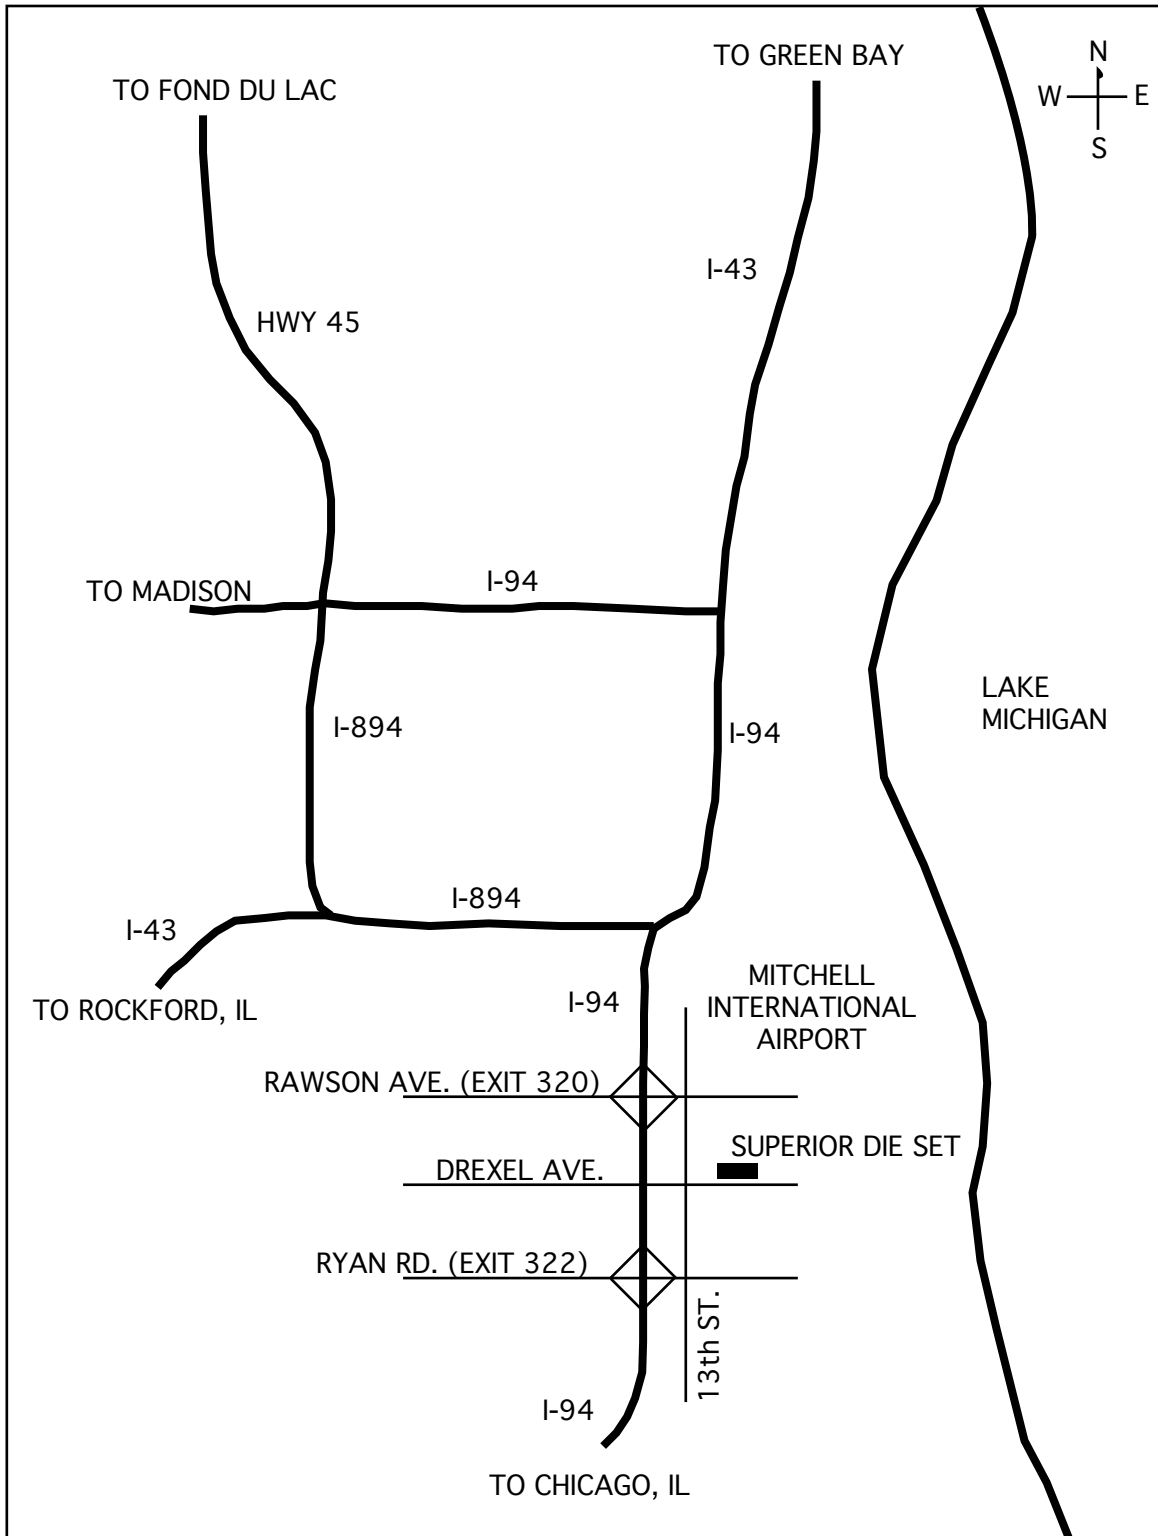 TO GREEN BAY
N
W
E
S
TO FOND DU LAC
I-43
HWY 45
TO MADISON
I-94
LAKE
MICHIGAN
I-894
I-94
I-894
I-43
TO ROCKFORD, IL
I-94
MITCHELL
INTERNATIONAL
AIRPORT
RAWSON AVE. (EXIT 320)
SUPERIOR DIE SET
DREXEL AVE.
RYAN RD. (EXIT 322)
13th ST.
I-94
TO CHICAGO, IL